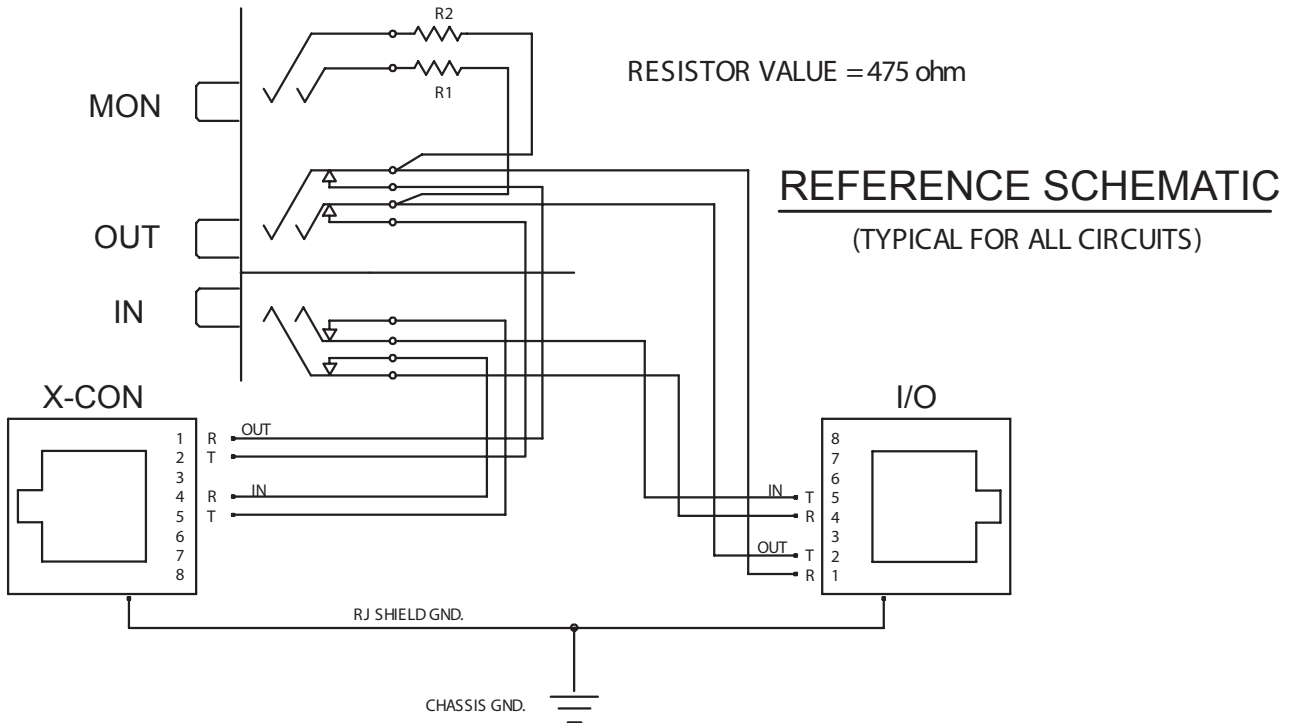 R2
RESISTOR VALUE = 475 ohm
R1
MON
REFERENCE SCHEMATIC
(TYPICAL FOR ALL CIRCUITS)
OUT
IN
X-CON
1 R OUT
2 T
3
4 R IN
5 T
6
7
8
I/O
8
7
6
IN T 5
R 4
3
OUT T 2
R 1
RJ SHIELD GND.
CHASSIS GND.